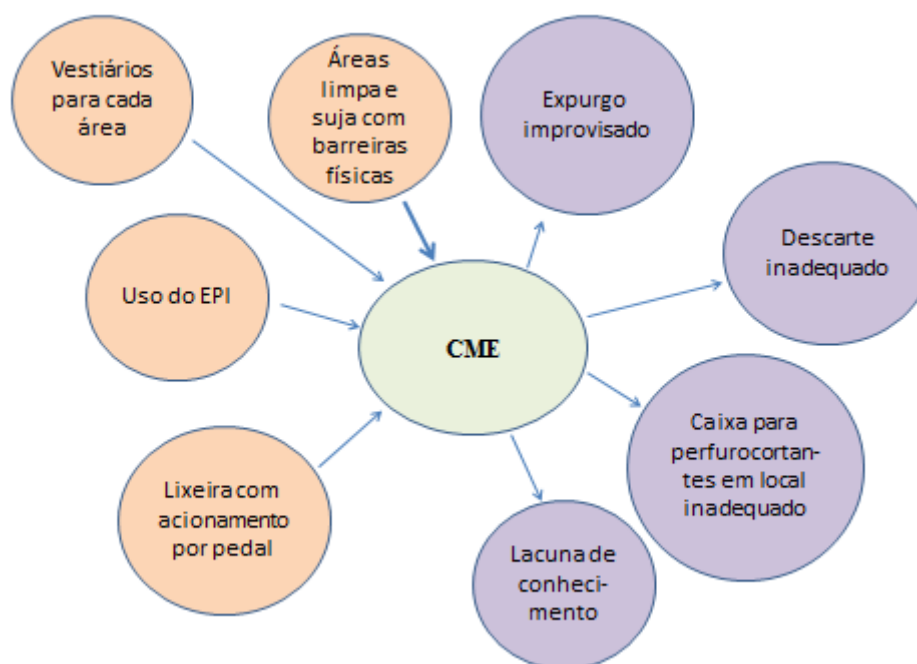 Vestiários
para cada
área
Áreas
limpa e
suja com
barreiras
físicas
Expurgo
improvisado
Descarte
inadequado
Uso do EPI
CME
Caixa para
perfurocortan-
tes em local
inadequado
Lixeira com
acionamento
por pedal
Lacuna de
conheci-
mento